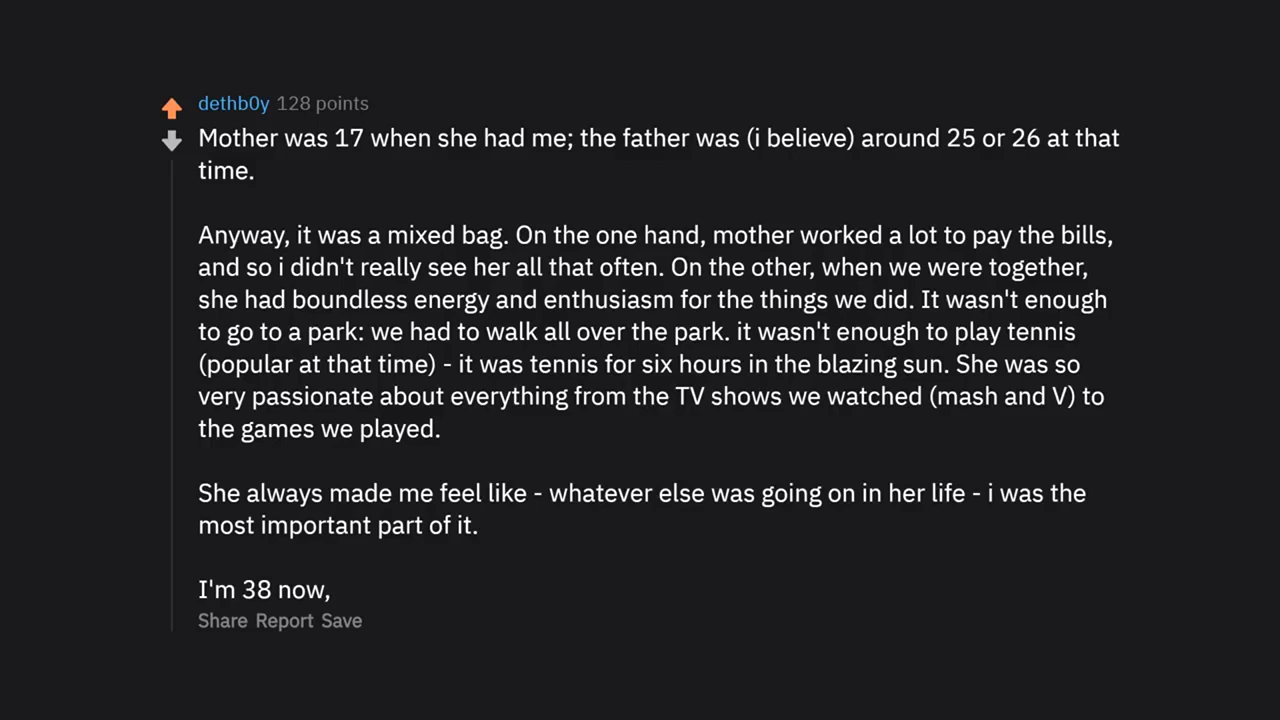 dethb0y 128 points
Mother was 17 when she had me; the father was (i believe) around 25 or 26 at that
time.
Anyway, it was a mixed bag. On the one hand, mother worked a lot to pay the bills,
and so i didn't really see her all that often. On the other, when we were together,
she had boundless energy and enthusiasm for the things we did. It wasn't enough
to go to a park: we had to walk all over the park. it wasn't enough to play tennis
(popular at that time) - it was tennis for six hours in the blazing sun. She was so
very passionate about everything from the TV shows we watched (mash and V) to
the games we played.
She always made me feel like - whatever else was going on in her life - i was the
most important part of it.
I'm 38 now,
Share Report Save